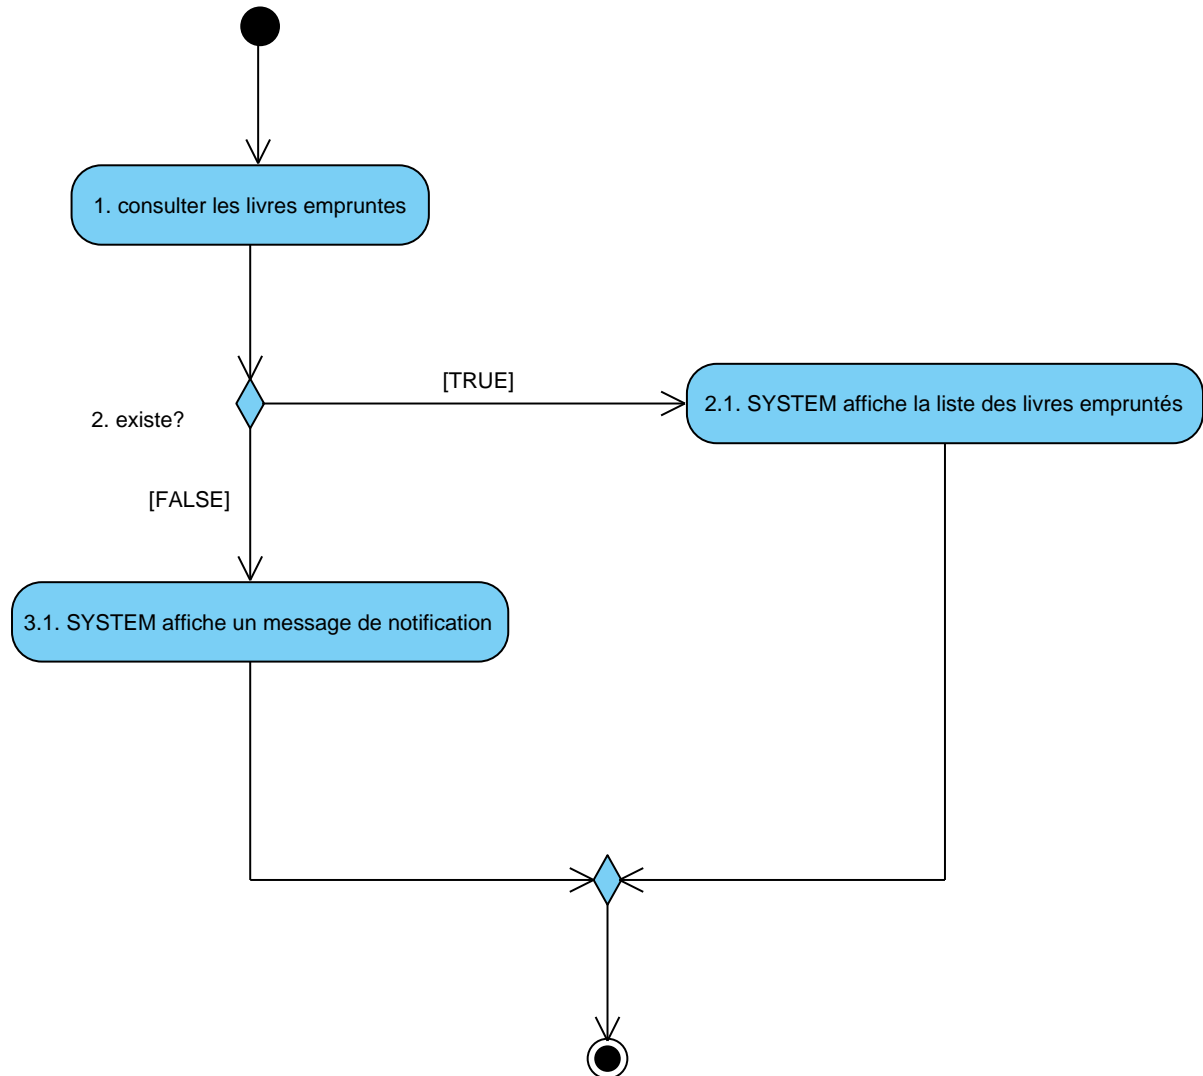 1. consulter les livres empruntes
[TRUE]
2.1. SYSTEM affiche la liste des livres empruntés
2. existe?
[FALSE]
3.1. SYSTEM affiche un message de notification